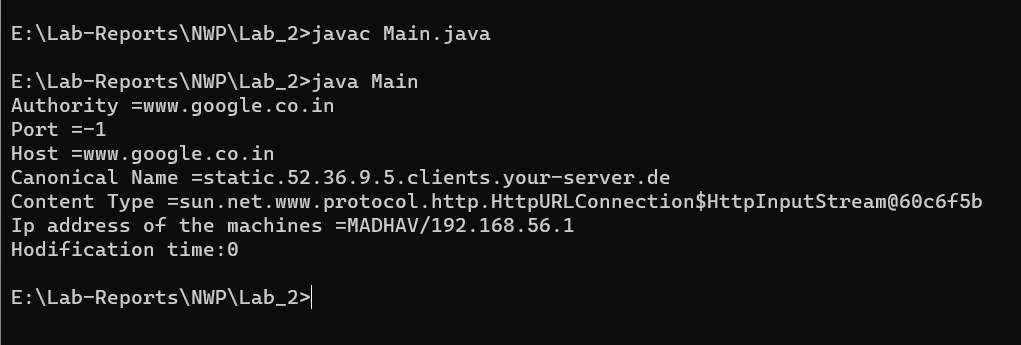 E:\Lab-Reports\NWP\Lab_2>javac Main.java
E:\Lab-Reports\NWP\Lab_2>java Main
Authority =www.google.co.in
Port =-1
Host =www.google.co.in
Canonical Name =static.52.36.9.5.clients.your-server.de
Content Type =sun.net.www.protocol.http.HttpURLConnection$HttpInputStream@60c6f5b
Ip address of the machines =MADHAV/192.168.56.1
Hodification time:0
E:\Lab-Reports\NWP\Lab_2>